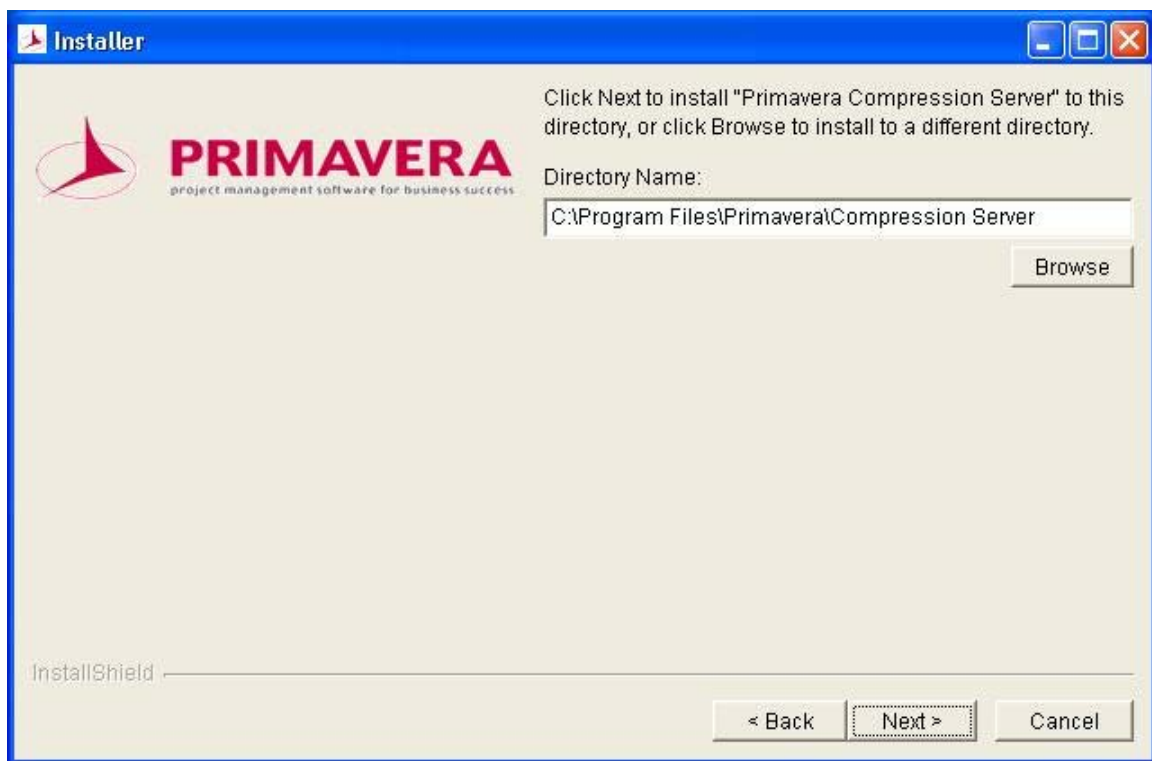 Installer
PRIMAVERA
project management software for business success
Click Next to install "Primavera Compression Server" to this
directory, or click Browse to install to a different directory.
Directory Name:
C:\Program Files\Primavera\Compression Server
Browse
InstallShield
< Back
Next >
Cancel